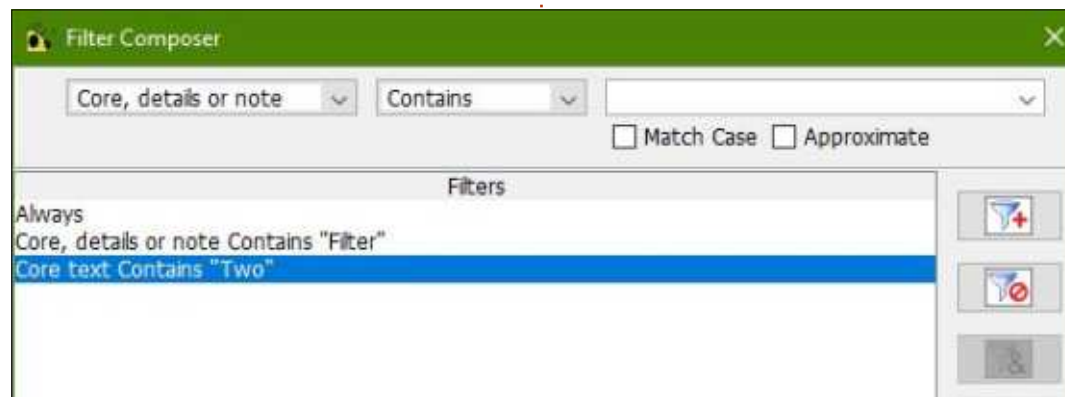 Filter Composer
Core, details or note Contains
Match Case Approximate
Filters
Always
Core, details or note Contains "Filter"
Core text Contains "Two"